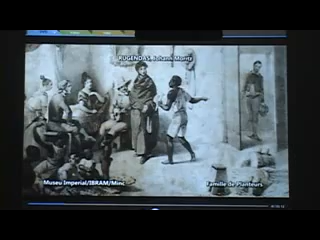 RUGENDAS, Johann Moritz
Museu Imperial/IBRAM/Minc
Famille de Planteurs